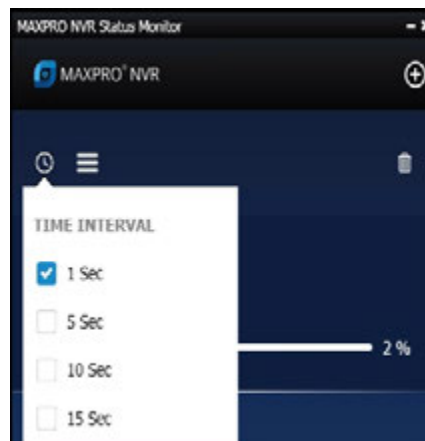 MAXPRO NVR Status Monitor
MAXPRO® NVR
TIME INTERVAL
1 Sec
5 Sec
2 %
10 Sec
15 Sec